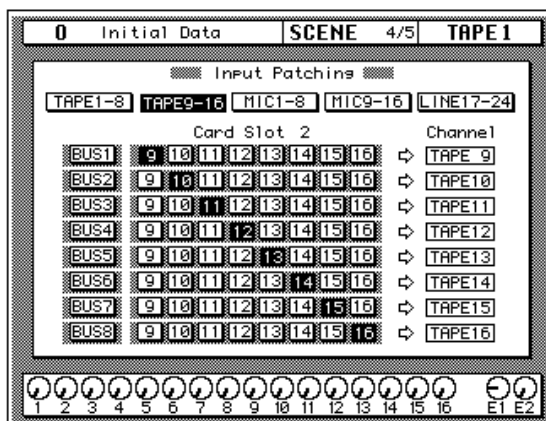 0 Initial Data SCENE 4/5 TAPE1
Input Patching
TAPE1-8 TAPE9-16 MIC1-8 MIC9-16 LINE17-24
Card Slot 2 Channel
BUS1 9 10 11 12 13 14 15 16 ⇨ TAPE 9
BUS2 9 10 11 12 13 14 15 16 ⇨ TAPE10
BUS3 9 10 11 12 13 14 15 16 ⇨ TAPE11
BUS4 9 10 11 12 13 14 15 16 ⇨ TAPE12
BUS5 9 10 11 12 13 14 15 16 ⇨ TAPE13
BUS6 9 10 11 12 13 14 15 16 ⇨ TAPE14
BUS7 9 10 11 12 13 14 15 16 ⇨ TAPE15
BUS8 9 10 11 12 13 14 15 16 ⇨ TAPE16
1 2 3 4 5 6 7 8 9 10 11 12 13 14 15 16 E1 E2